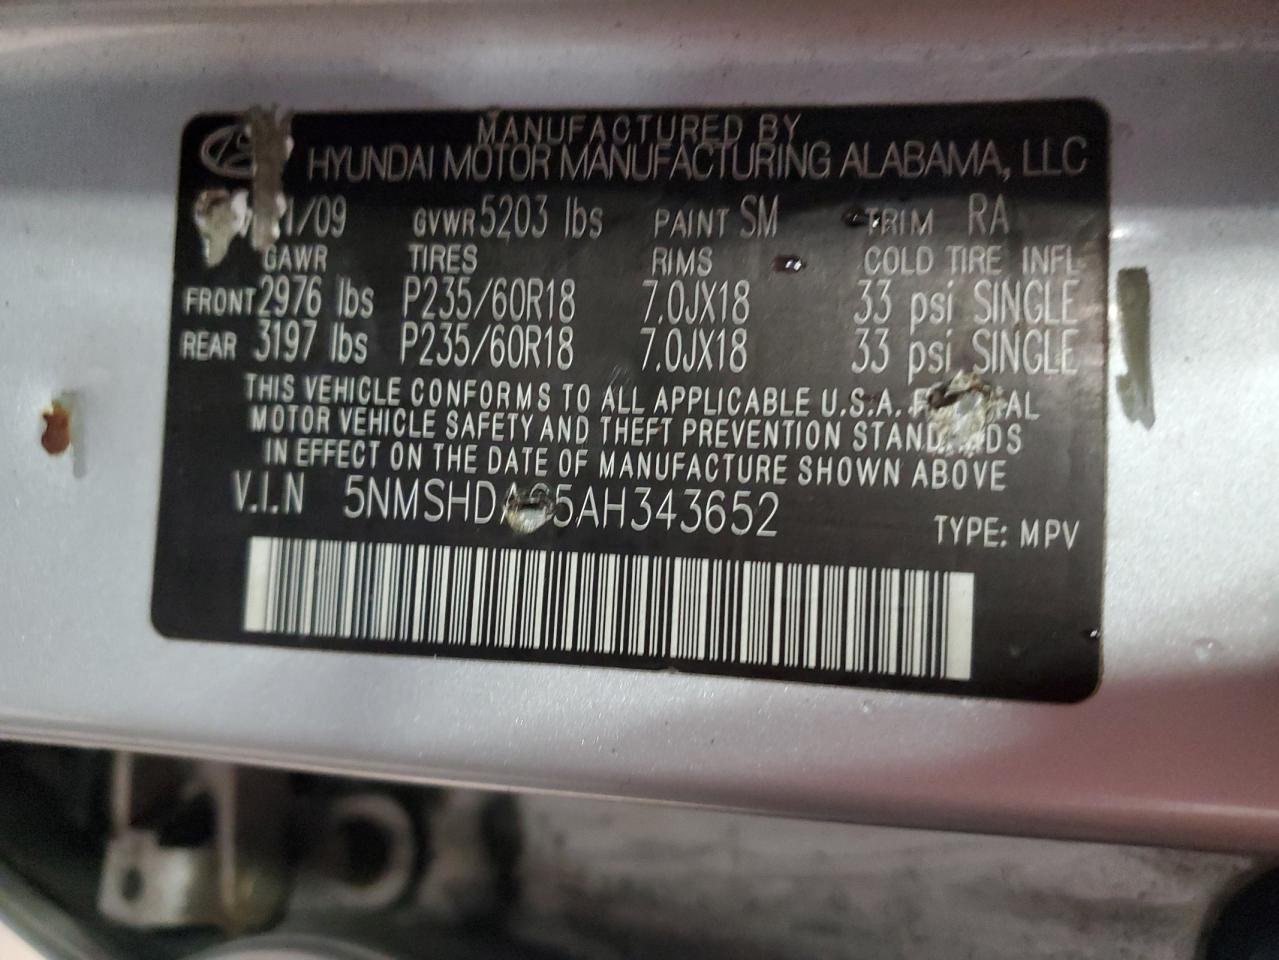 MANUFACTURED BY
HYUNDAI MOTOR MANUFACTURING ALABAMA, LLC
GVWR 5203 lbs PAINT SM TRIM RA
GAWR TIRES RIMS COLD TIRE INFL
FRONT 2976 lbs P235/60R18 7.0JX18 33 psi SINGLE
REAR 3197 lbs P235/60R18 7.0JX18 33 psi SINGLE
THIS VEHICLE CONFORMS TO ALL APPLICABLE U.S.A.
MOTOR VEHICLE SAFETY AND THEFT PREVENTION
IN EFFECT ON THE DATE OF MANUFACTURE SHOWN ABOVE
V.I.N
TYPE: MPV